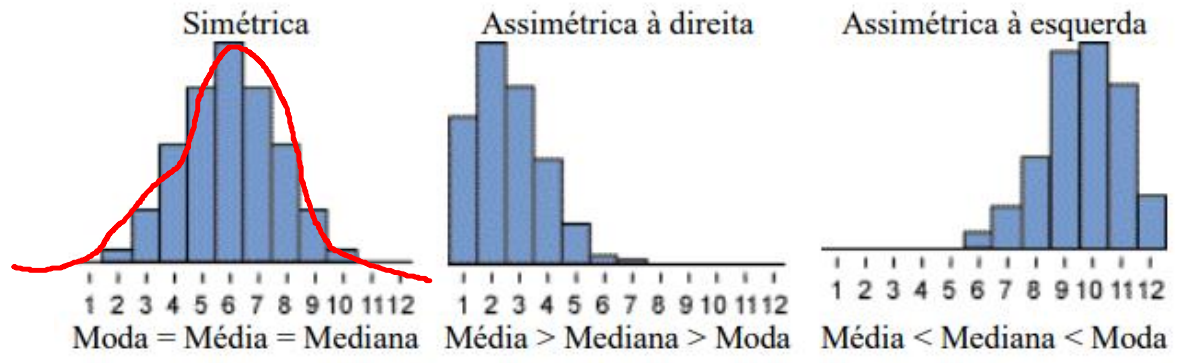 Simétrica
Assimétrica à direita
Assimétrica à esquerda
1 2 3 4 5 6 7 8 9 10 11 12
1 2 3 4 5 6 7 8 9 10 11 12
1 2 3 4 5 6 7 8 9 10 11 12
Moda = Média = Mediana
Média > Mediana > Moda
Média < Mediana < Moda